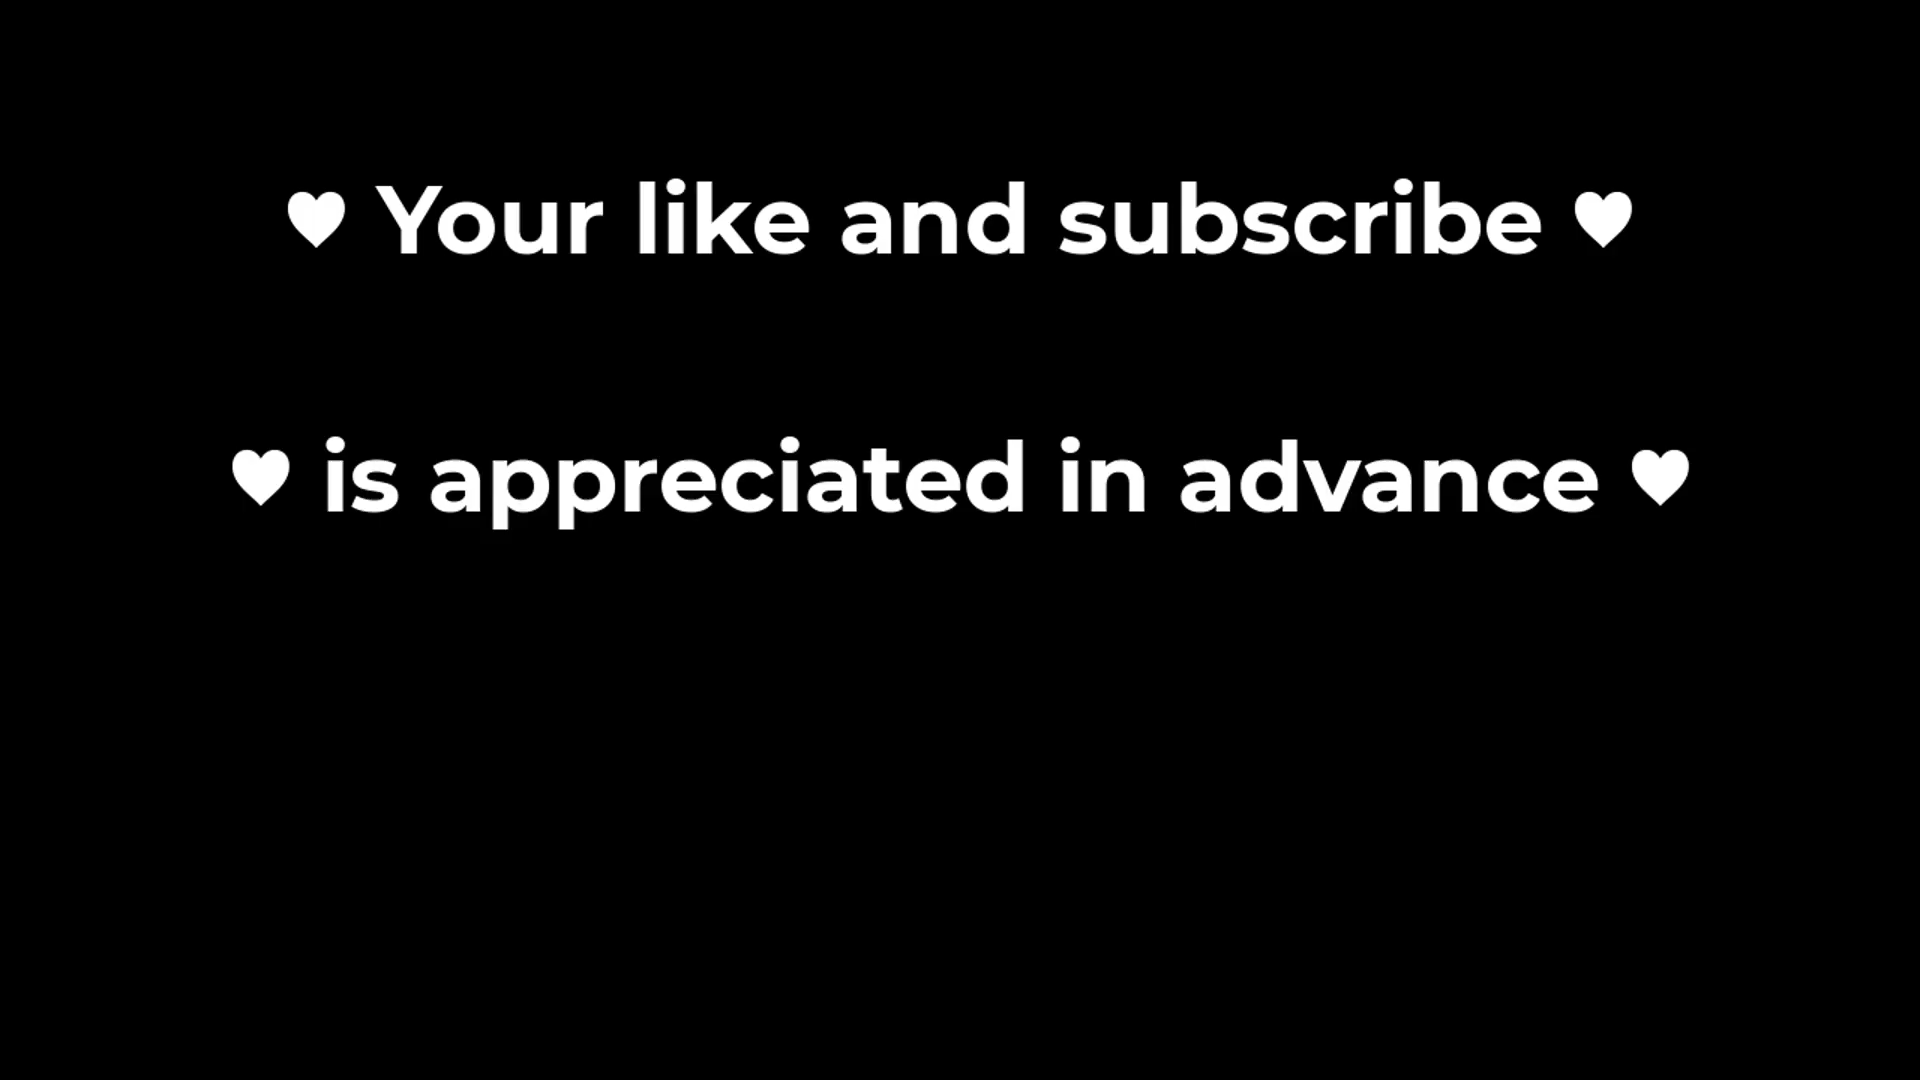 ♥ Your like and subscribe ♥
♥ is appreciated in advance ♥